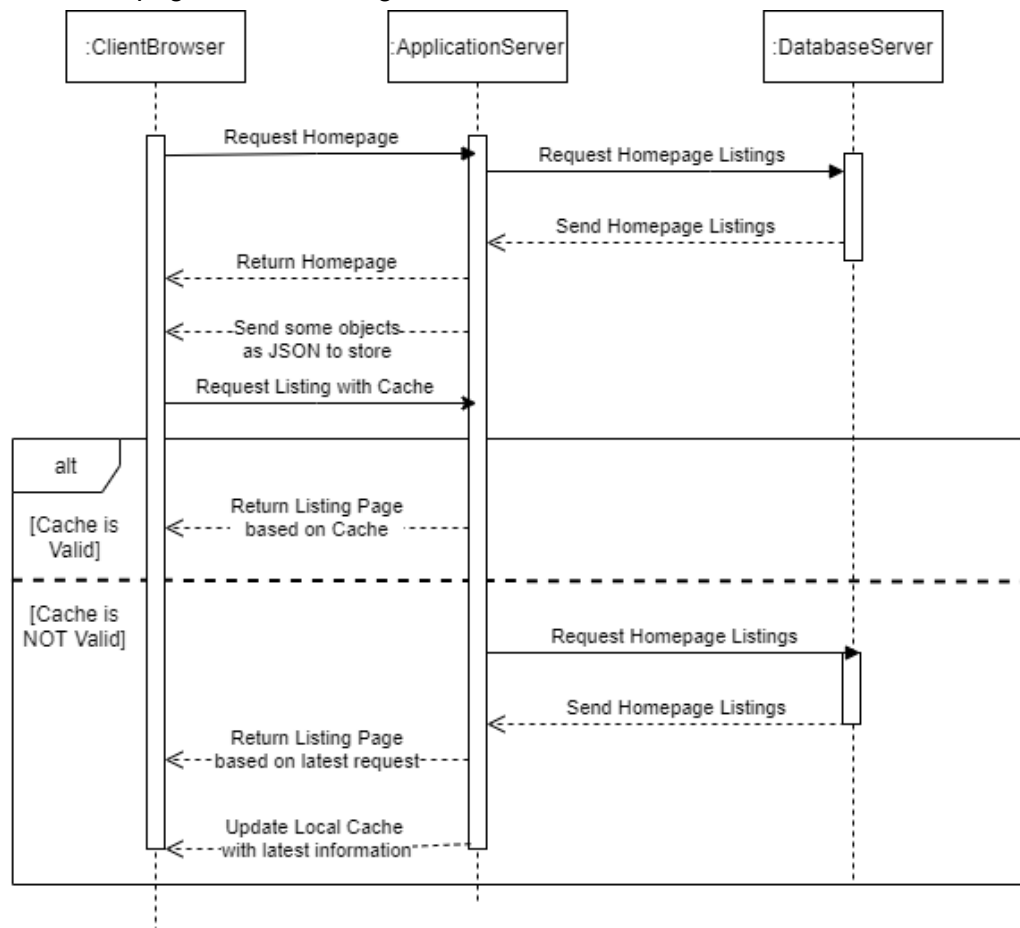 :ClientBrowser
:ApplicationServer
:DatabaseServer
Request Homepage
Request Homepage Listings
Send Homepage Listings
Return Homepage
Send some objects
as JSON to store
Request Listing with Cache
alt
[Cache is
Valid]
Return Listing Page
based on Cache
[Cache is
NOT Valid]
Request Homepage Listings
Send Homepage Listings
Return Listing Page
based on latest request
Update Local Cache
with latest information